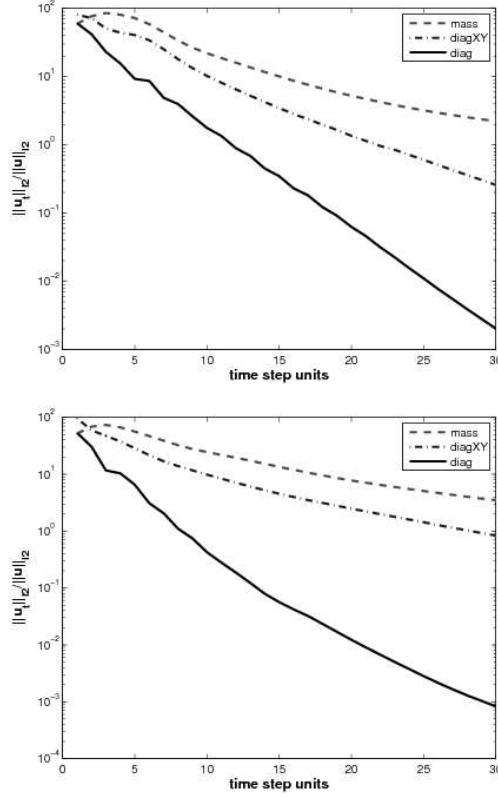 10^2
10^1
10^0
10^-1
10^-2
10^-3
||u_t||_l2/||u||_l2
mass
diagXY
diag
0 5 10 15 20 25 30
time step units
10^2
10^1
10^0
10^-1
10^-2
10^-3
10^-4
||u_t||_l2/||u||_l2
mass
diagXY
diag
0 5 10 15 20 25 30
time step units